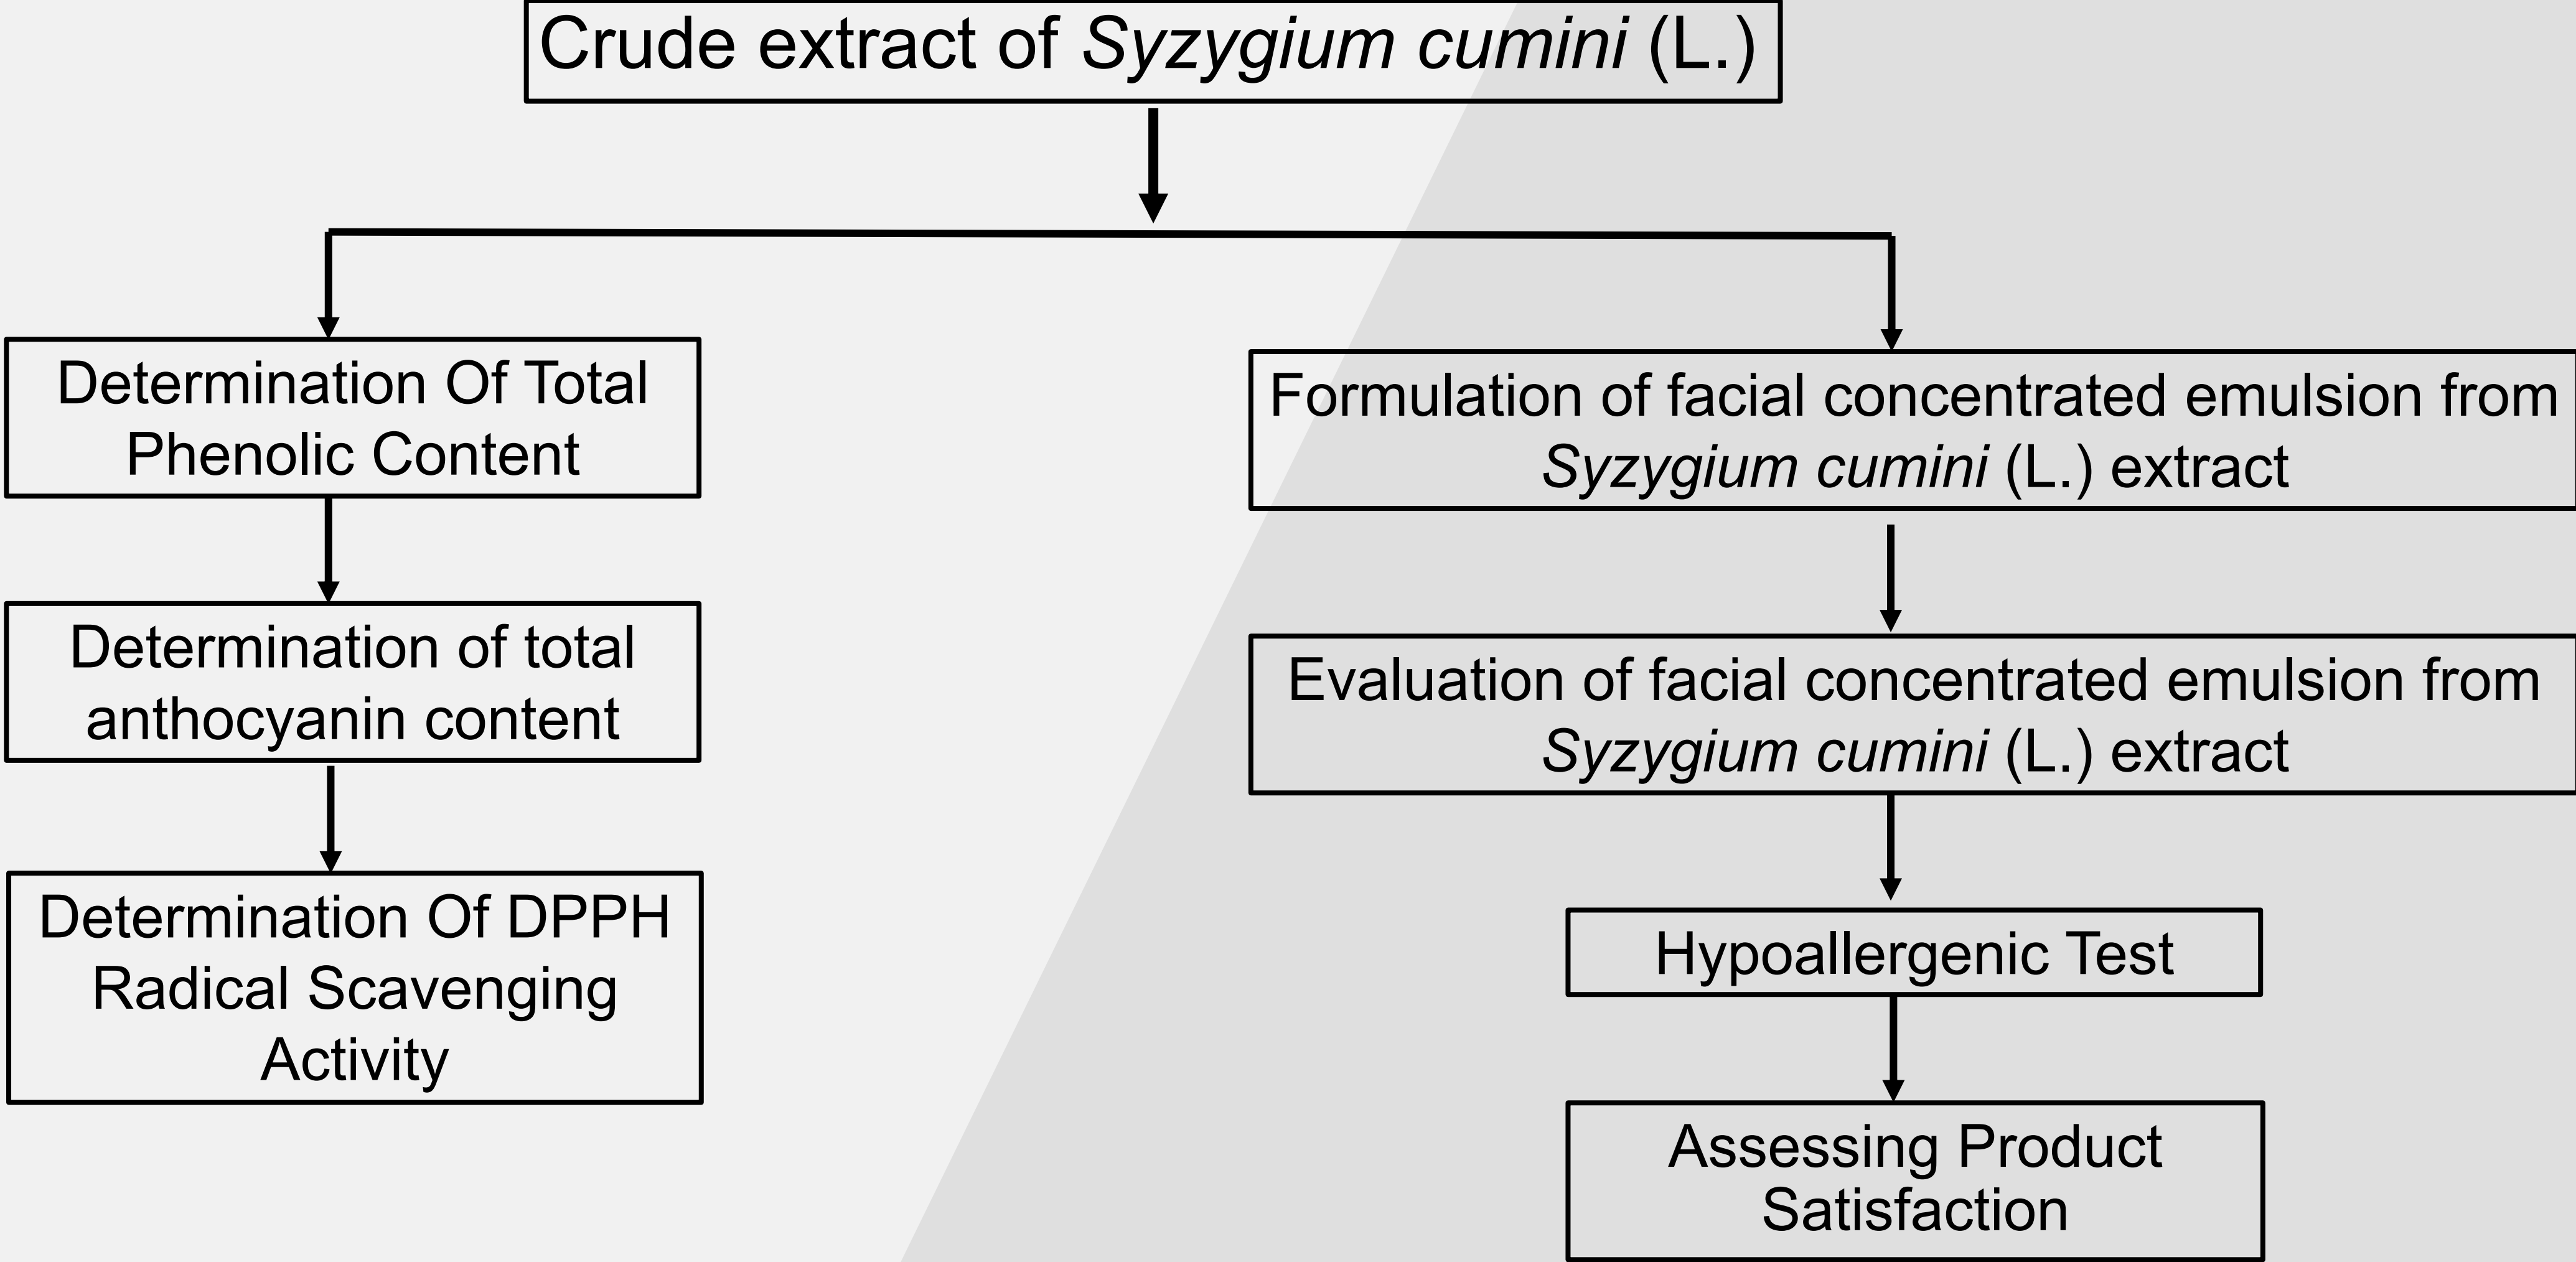 Crude extract of Syzygium cumini (L.)
Determination Of Total
Phenolic Content
Determination of total
anthocyanin content
Determination Of DPPH
Radical Scavenging
Activity
Formulation of facial concentrated emulsion from
Syzygium cumini (L.) extract
Evaluation of facial concentrated emulsion from
Syzygium cumini (L.) extract
Hypoallergenic Test
Assessing Product
Satisfaction